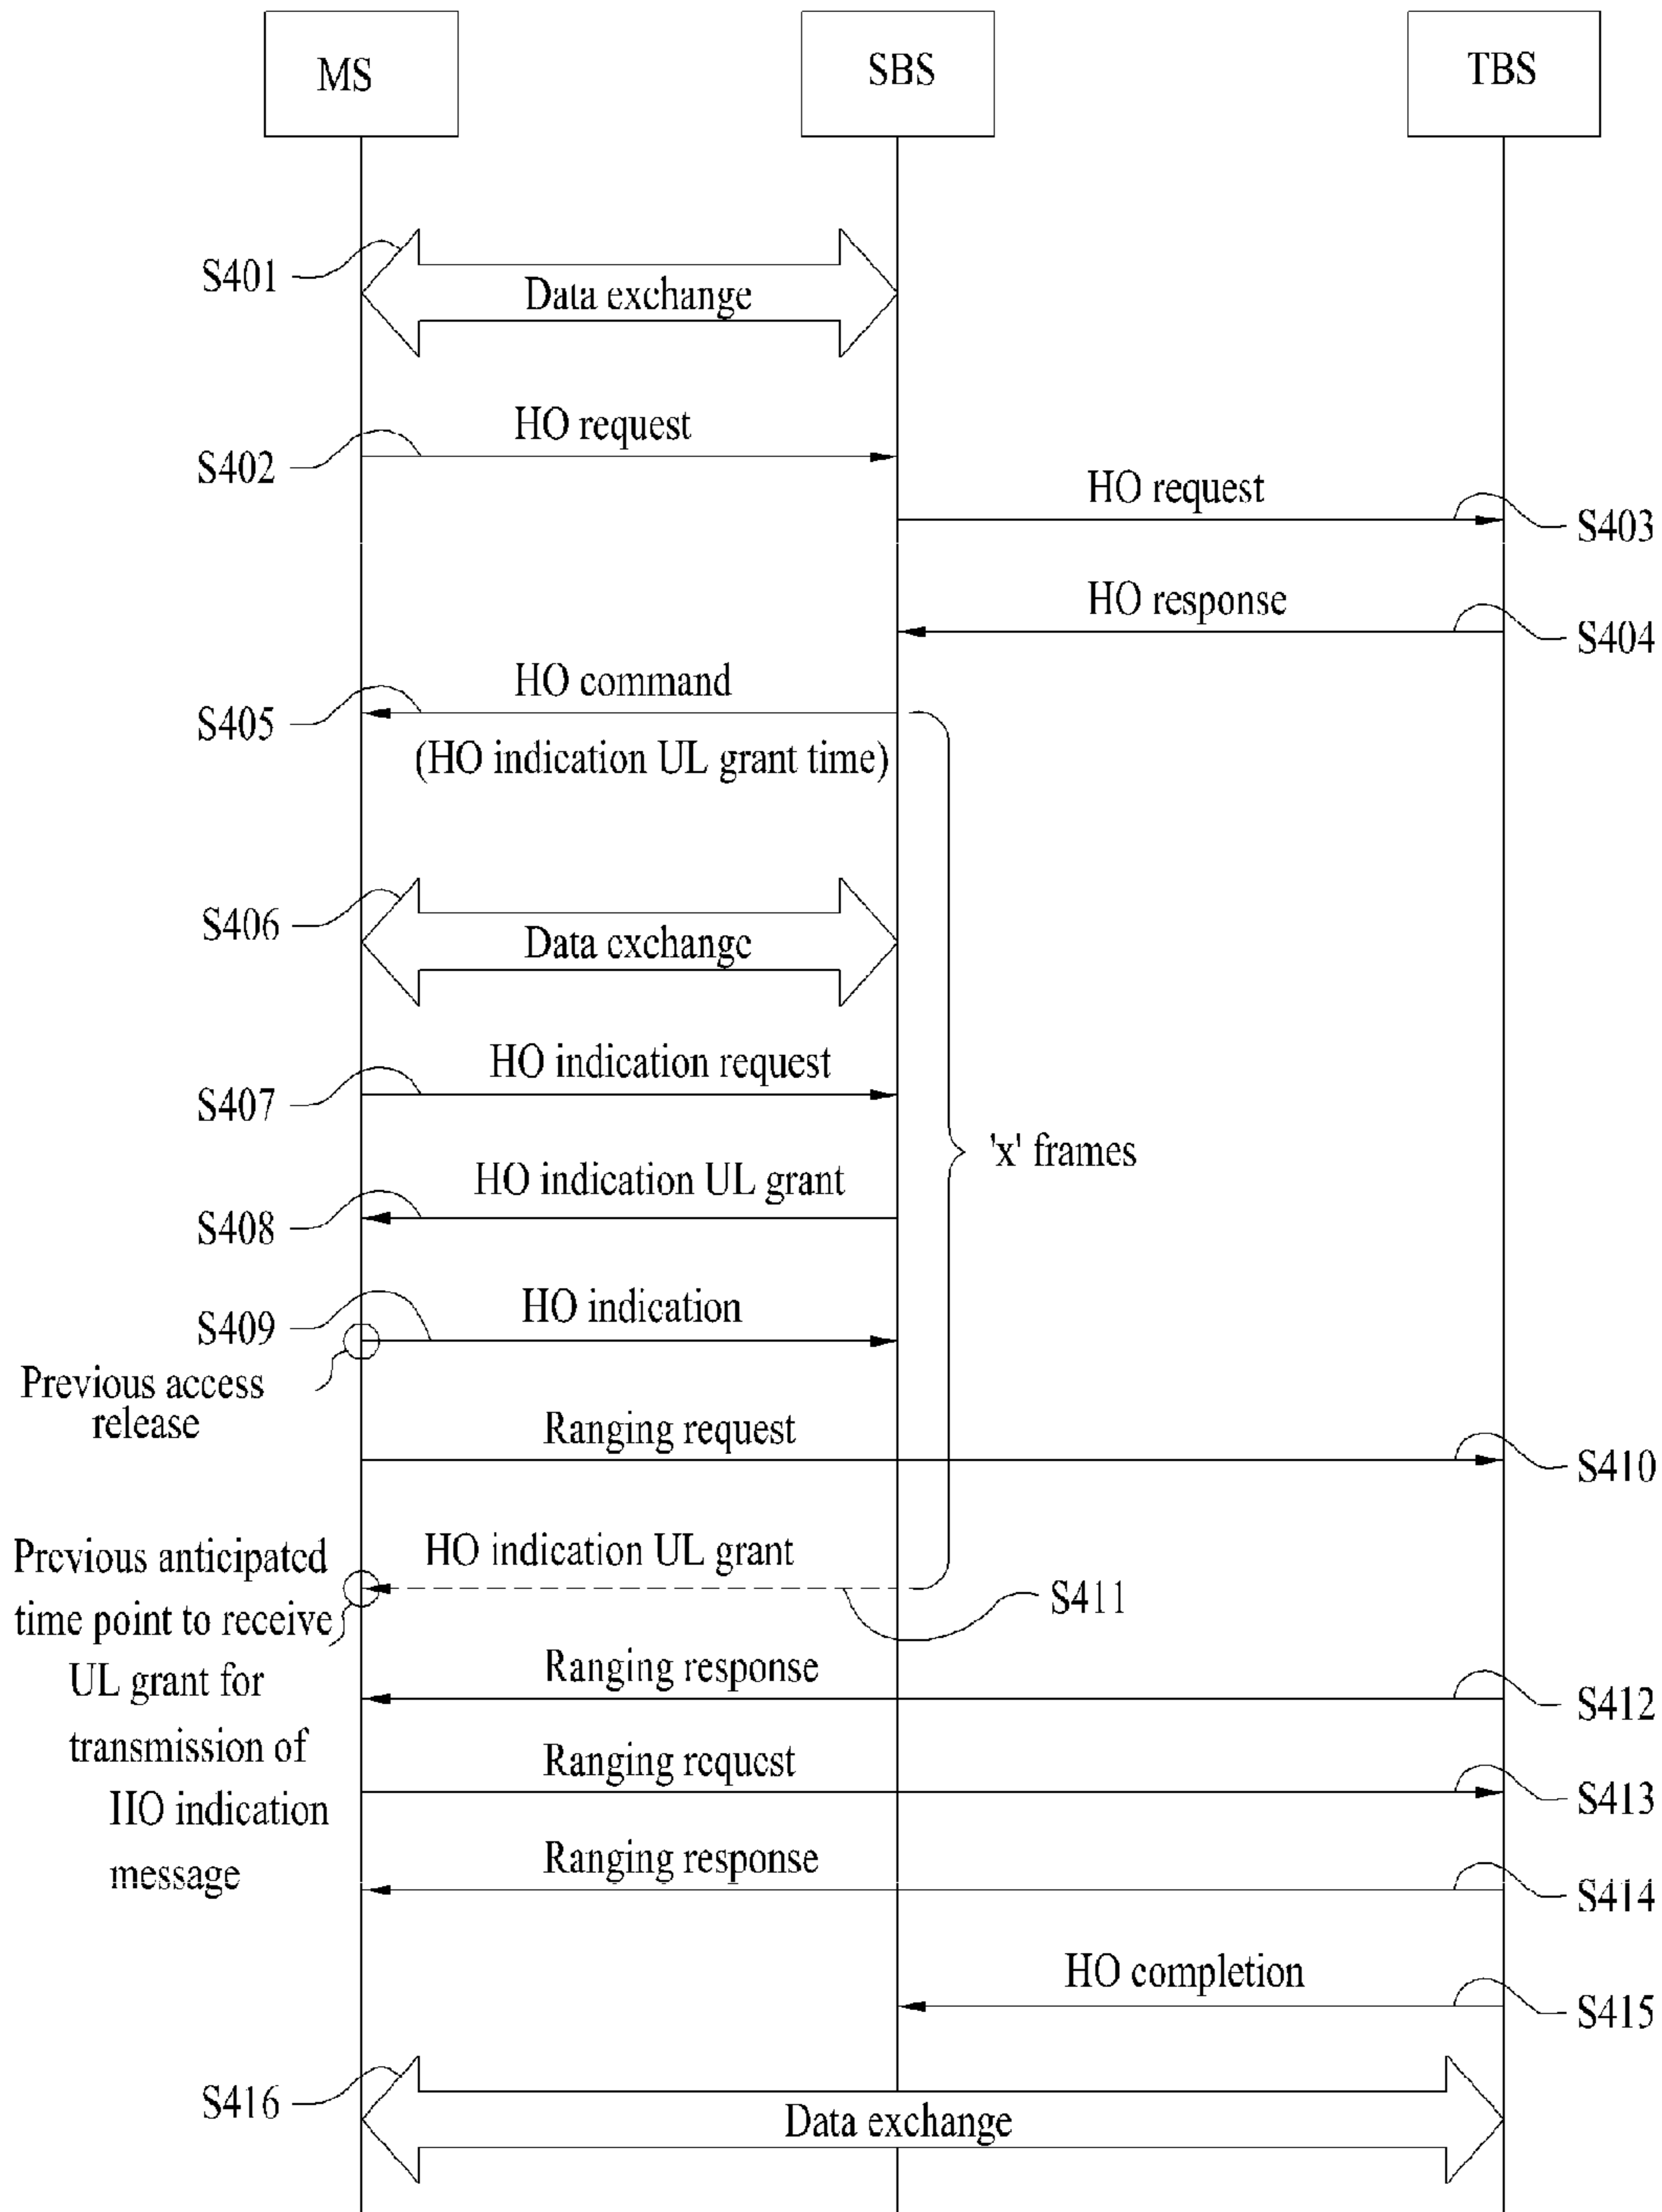 MS
SBS
TBS
S401
Data exchange
HO request
S402
HO request
S403
HO response
S404
HO command
S405
(HO indication UL grant time)
S406
Data exchange
HO indication request
S407
'x' frames
HO indication UL grant
S408
HO indication
S409
Previous access
release
Ranging request
S410
HO indication UL grant
S411
Previous anticipated
time point to receive
UL grant for
transmission of
HO indication
message
Ranging response
S412
Ranging request
S413
Ranging response
S414
HO completion
S415
S416
Data exchange